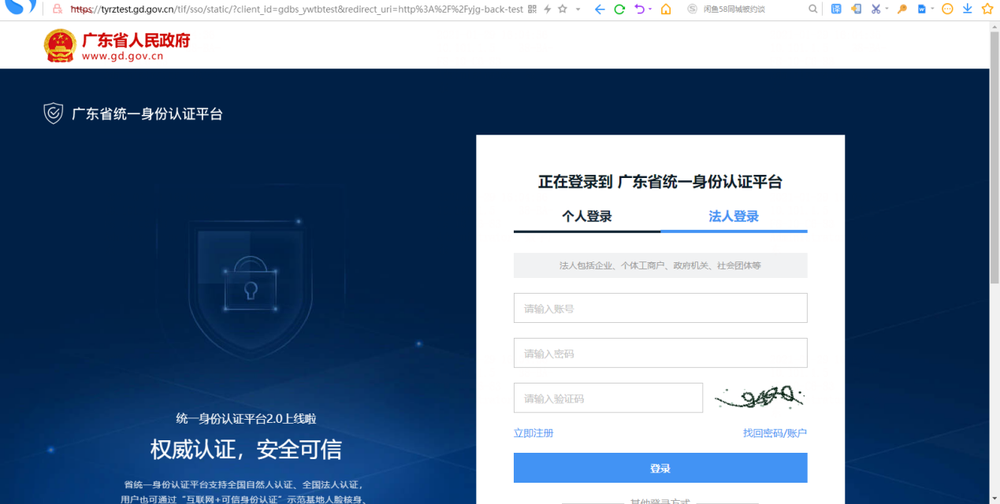 https://tyrztest.gd.gov.cn/tif/sso/static/?client_id=gdbs_ywtbtest&redirect_uri=http%3A%2F%2Fyjg-back-test
闲鱼58同城被约谈
广东省人民政府
www.gd.gov.cn
广东省统一身份认证平台
正在登录到 广东省统一身份认证平台
个人登录 法人登录
法人包括企业、个体工商户、政府机关、社会团体等
请输入账号
请输入密码
请输入验证码
立即注册 找回密码/账户
登录
其他登录方式
统一身份认证平台2.0上线啦
权威认证，安全可信
省统一身份认证平台支持全国自然人认证、全国法人认证，
用户也可通过“互联网+可信身份认证”示范基地人脸核身、